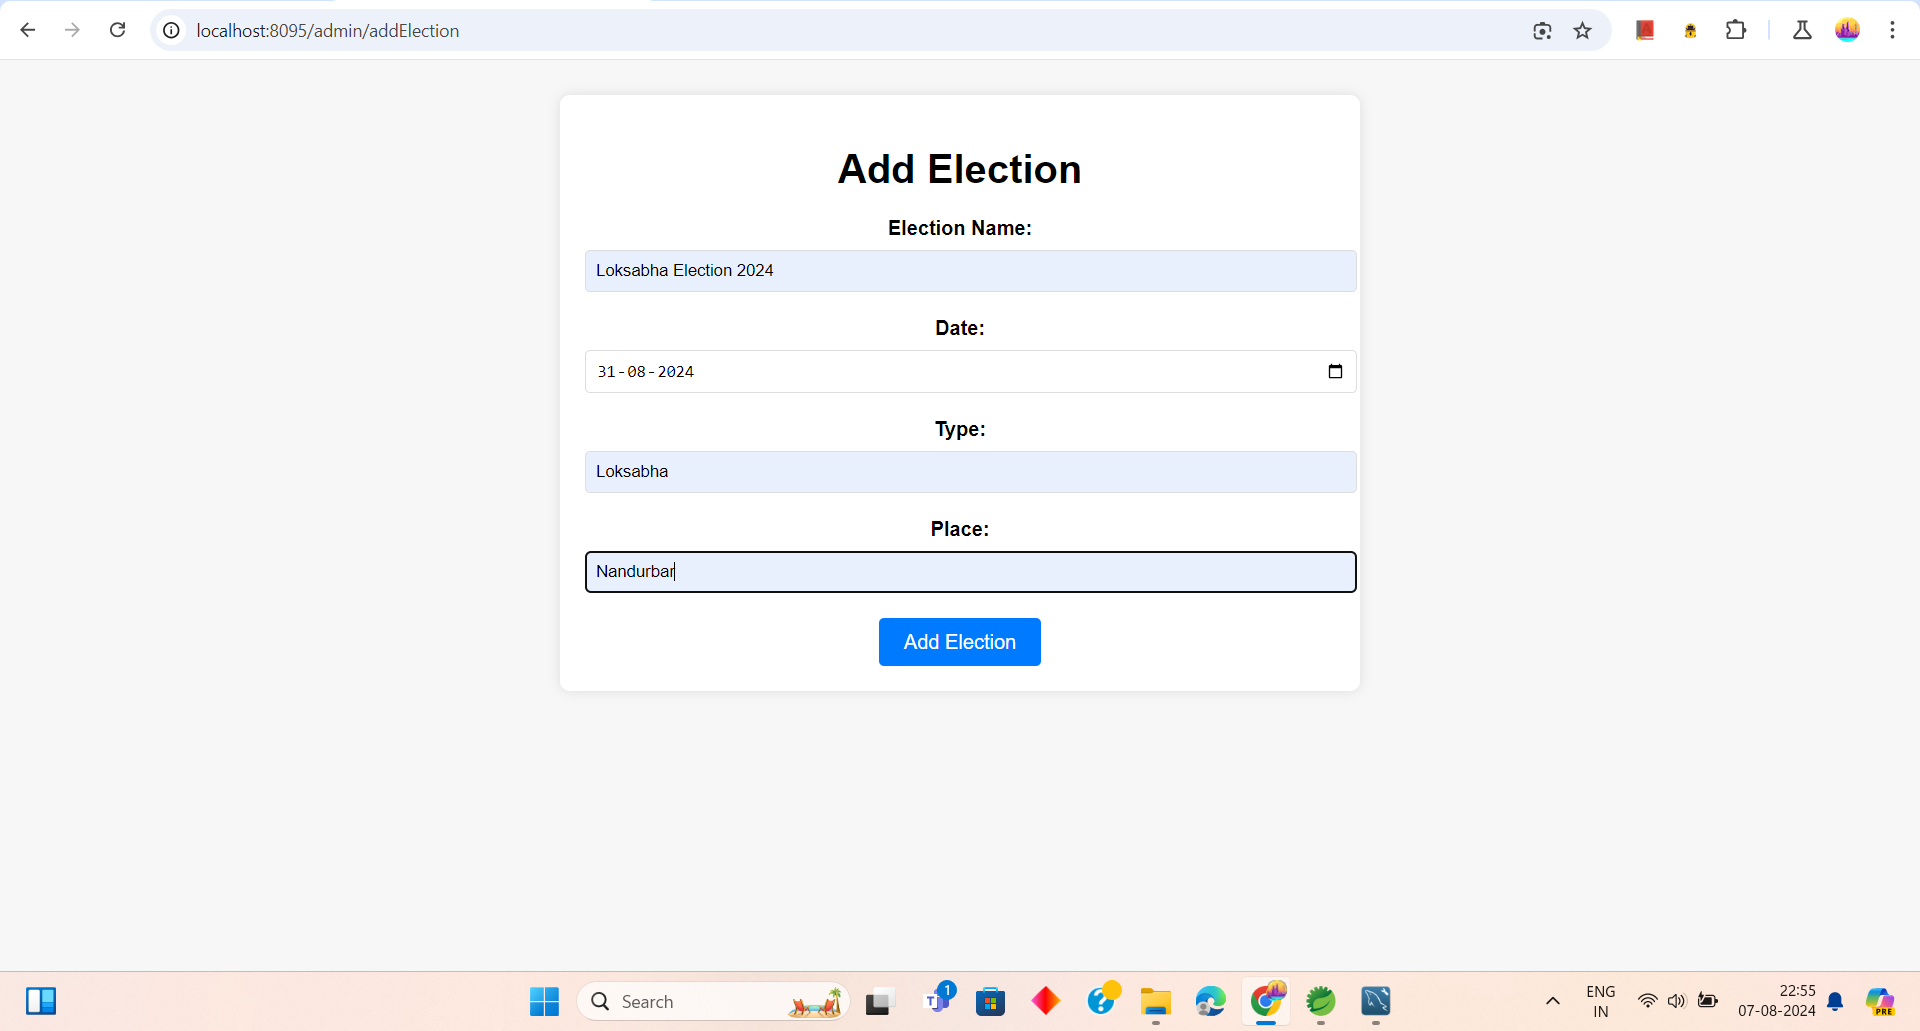 localhost:8095/admin/addElection
Add Election
Election Name:
Loksabha Election 2024
Date:
31-08-2024
Type:
Loksabha
Place:
Nandurbar
Add Election
Search
T
1
?
ENG
IN
22:55
07-08-2024
PRE